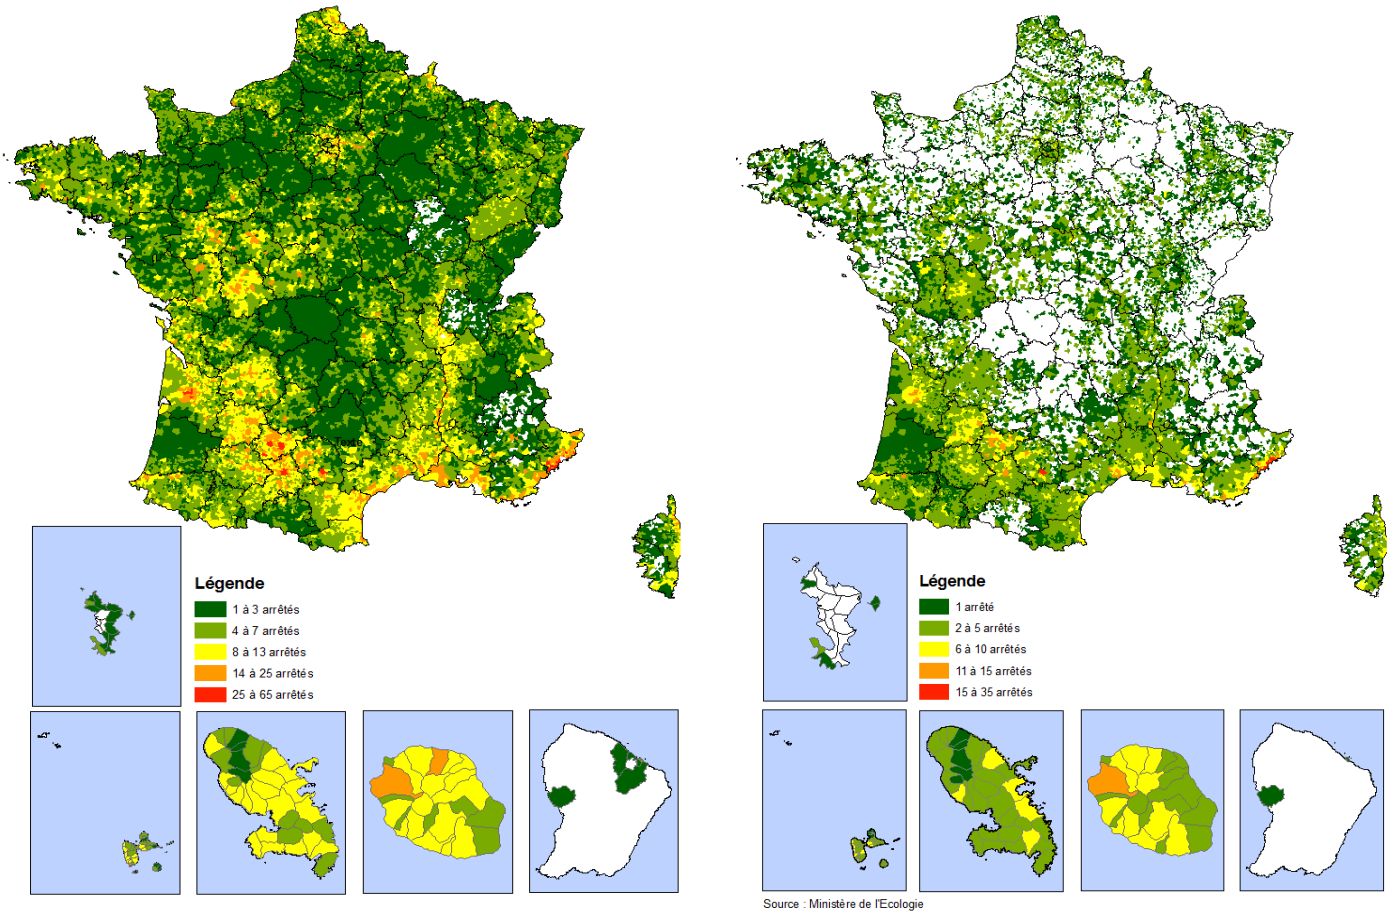 Texte
Légende
1 à 3 arrêtés
4 à 7 arrêtés
8 à 13 arrêtés
14 à 25 arrêtés
25 à 65 arrêtés
Légende
1 arrêté
2 à 5 arrêtés
6 à 10 arrêtés
11 à 15 arrêtés
15 à 35 arrêtés
Source : Ministère de l'Ecologie